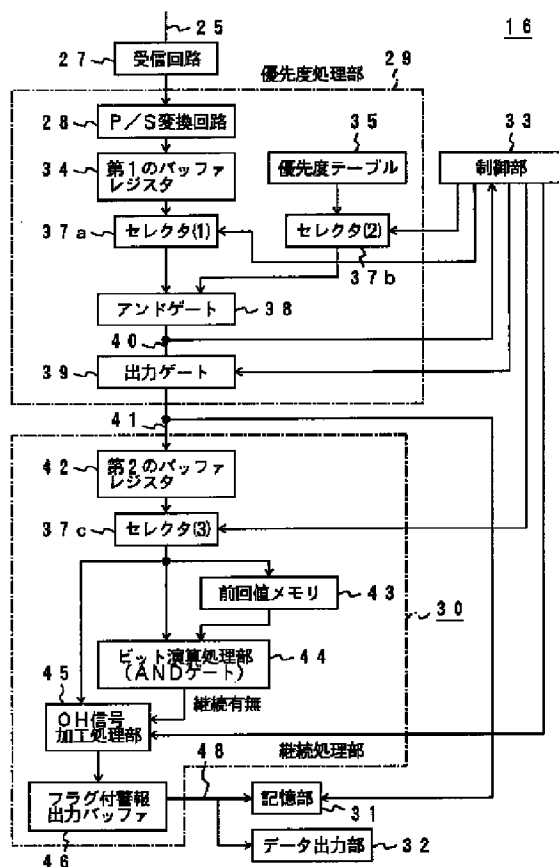 25
16
27
受信回路
29
優先度処理部
28
P/S変換回路
35
33
34
第1のバッファ
レジスタ
優先度テーブル
制御部
37a
セレクタ(1)
セレクタ(2)
37b
アンドゲート
38
40
39
出力ゲート
41
42
第2のバッファ
レジスタ
37c
セレクタ(3)
前回値メモリ
43
30
ビット演算処理部
(ANDゲート)
44
45
継続有無
OH信号
加工処理部
48
継続処理部
フラグ付警報
出力バッファ
記憶部
31
46
データ出力部
32